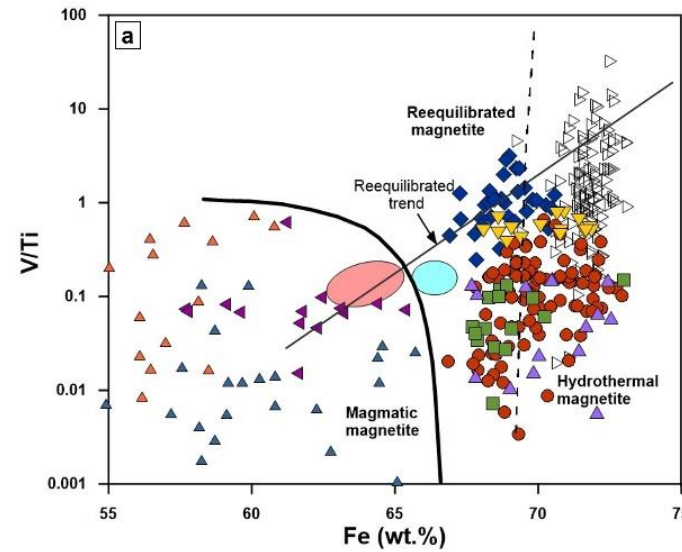 a
100
10
1
0.1
0.01
0.001
V/Ti
Reequilibrated
magnetite
Reequilibrated
trend
Magmatic
magnetite
Hydrothermal
magnetite
55
60
65
70
Fe (wt.%)